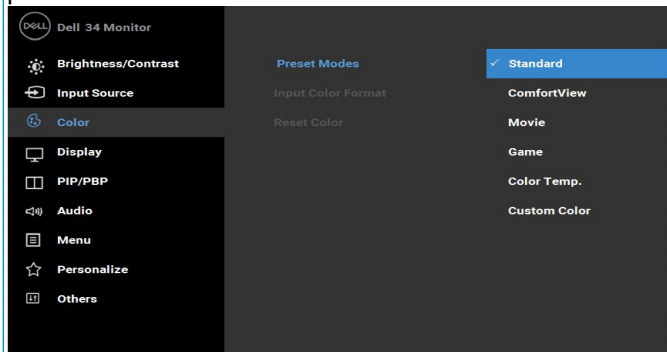 DELL Dell 34 Monitor
Brightness/Contrast Preset Modes ✓ Standard
Input Source Input Color Format ComfortView
Color Reset Color Movie
Display Game
PIP/PBP Color Temp.
Audio Custom Color
Menu
Personalize
Others